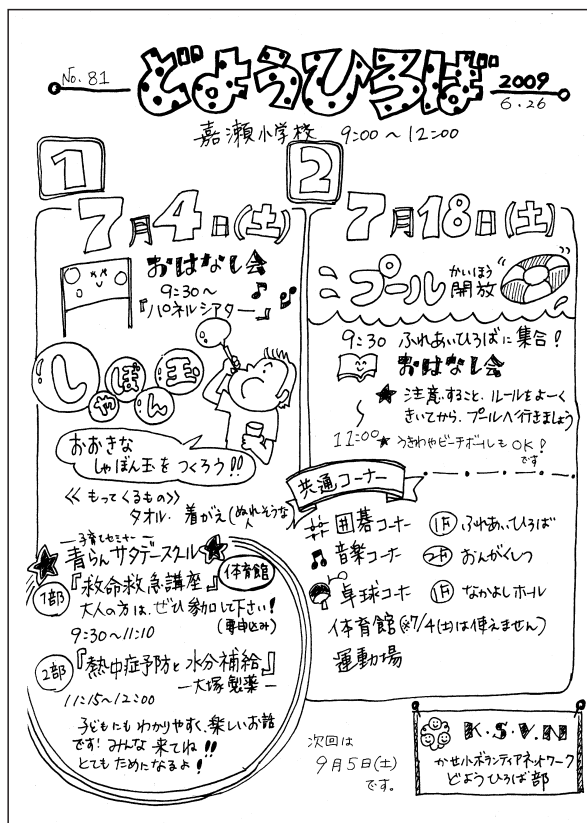 No. 81
どようひろば
2009
6.26
嘉瀬小学校 9:00～12:00
1
7月4日(土)
おはなし会
9:30～
『パネルシアター』
しゃぼん玉
おおきな
しゃぼん玉をつくろう!!
≪もってくるもの≫
タオル・着がえ(ぬれそうな人
子育てセミナー
青らんサタデースクール
1部 『救命救急講座』 体育館
大人の方は、ぜひ参加して下さい!
(要申込み)
9:30～11:10
2部 『熱中症予防と水分補給』
11:15～12:00 ー大塚製薬ー
子どもにもわかりやすく、楽しいお話
です! みんな来てね!!
とてもためになるよ!
2
7月18日(土)
プール開放
かいほう
9:30 ふれあいひろばに集合!
おはなし会
★ 注意すること、ルールをよーく
きいてから、プールへ行きましょう
～
11:00 ★ うきわやビーチボールもOK!
です
共通コーナー
囲碁コーナー 1F ふれあいひろば
音楽コーナー 2F おんがくしつ
卓球コーナー 1F なかよしホール
体育館(※7/4(土)は使えません)
運動場
次回は
9月5日(土)
です。
K・S・V・N
かせ小ボランティアネットワーク
どようひろば部